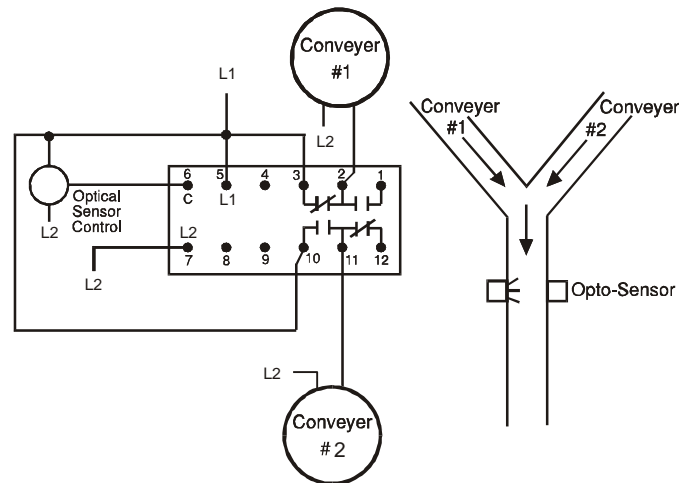 Conveyer
#1
L2
L1
6
5
4
3
2
1
C
L1
Optical
Sensor
Control
L2
L2
L2
7
8
9
10
11
12
L2
Conveyer
#2
Conveyer
#1
Conveyer
#2
Opto-Sensor